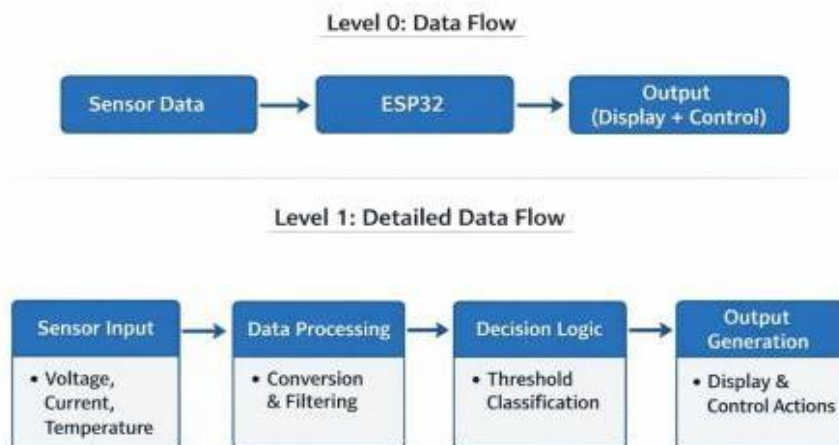 Level 0: Data Flow
Sensor Data
ESP32
Output
(Display + Control)
Level 1: Detailed Data Flow
Sensor Input
• Voltage,
Current,
Temperature
Data Processing
• Conversion
& Filtering
Decision Logic
• Threshold
Classification
Output
Generation
• Display &
Control Actions